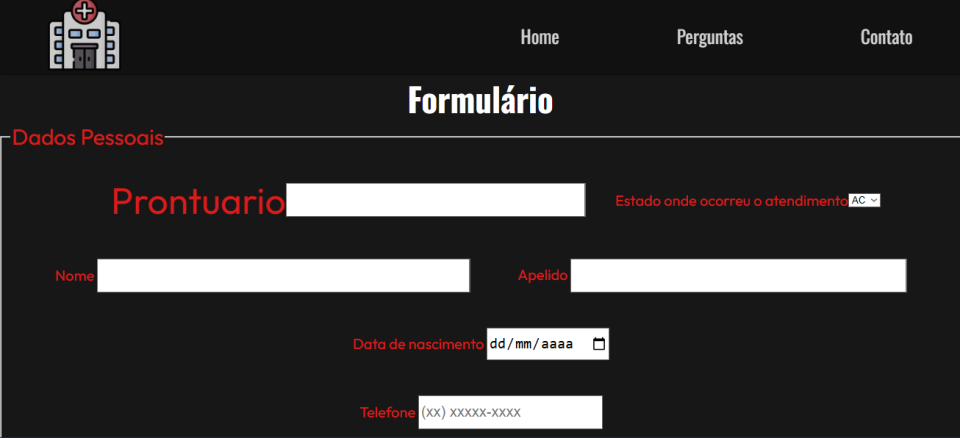 Home Perguntas Contato
Formulário
Dados Pessoais
Prontuario Estado onde ocorreu o atendimento AC
Nome Apelido
Data de nascimento dd/mm/aaaa
Telefone (xx) xxxxx-xxxx